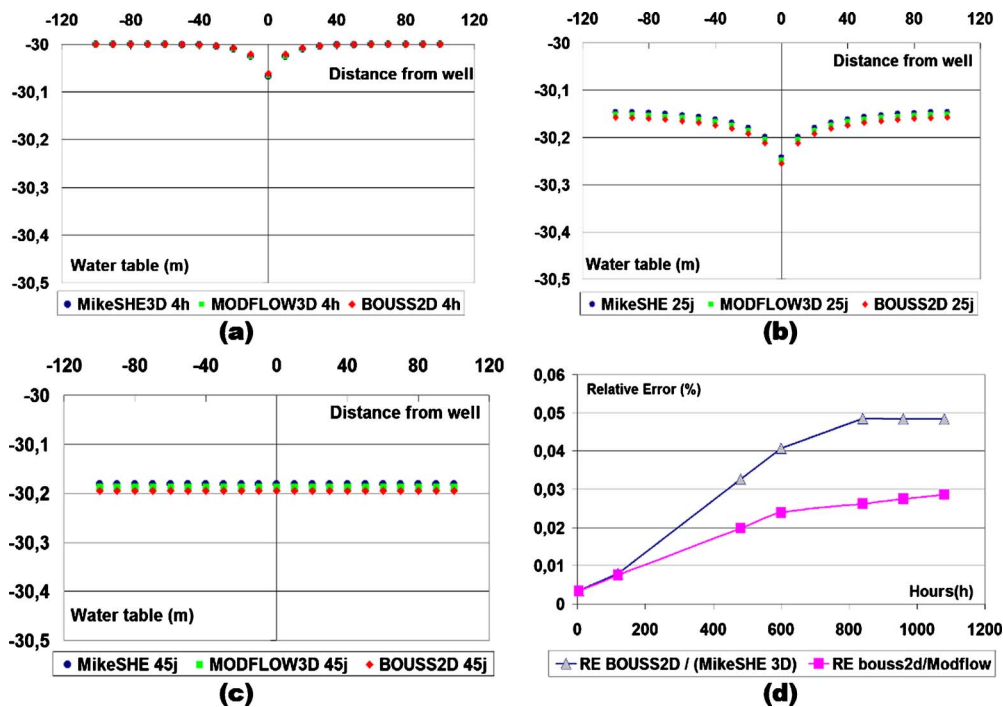 -120 -80 -40 0 40 80 120
-30
Distance from well
-30,1
-30,2
-30,3
-30,4
Water table (m)
-30,5
MikeSHE3D 4h MODFLOW3D 4h BOUSS2D 4h
(a)
-120 -100 -80 -60 -40 -20 0 20 40 60 80 100 120
-30
Distance from well
-30,1
-30,2
-30,3
-30,4
Water table (m)
-30,5
MikeSHE 25j MODFLOW3D 25j BOUSS2D 25j
(b)
-120 -80 -40 0 40 80 120
-30
Distance from well
-30,1
-30,2
-30,3
-30,4
Water table (m)
-30,5
MikeSHE 45j MODFLOW3D 45j BOUSS2D 45j
(c)
0,06
Relative Error (%)
0,05
0,04
0,03
0,02
0,01
Hours(h)
0
0 200 400 600 800 1000 1200
RE BOUSS2D / (MikeSHE 3D) RE bouss2d/Modflow
(d)